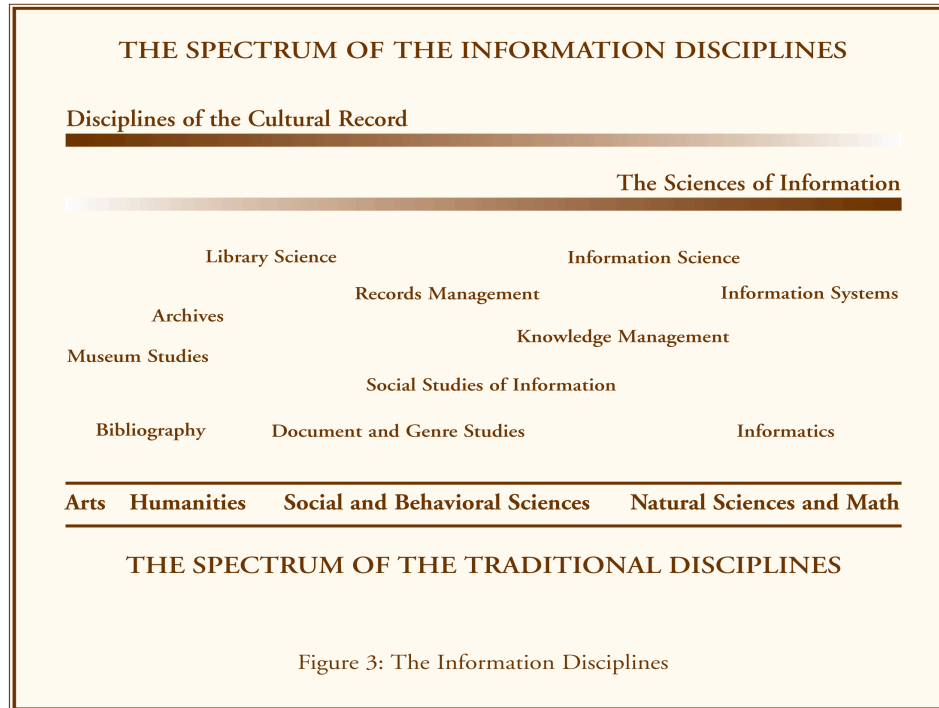 THE SPECTRUM OF THE INFORMATION DISCIPLINES
Disciplines of the Cultural Record
The Sciences of Information
Library Science
Information Science
Records Management
Information Systems
Archives
Knowledge Management
Museum Studies
Social Studies of Information
Bibliography
Document and Genre Studies
Informatics
Arts Humanities Social and Behavioral Sciences Natural Sciences and Math
THE SPECTRUM OF THE TRADITIONAL DISCIPLINES
Figure 3: The Information Disciplines